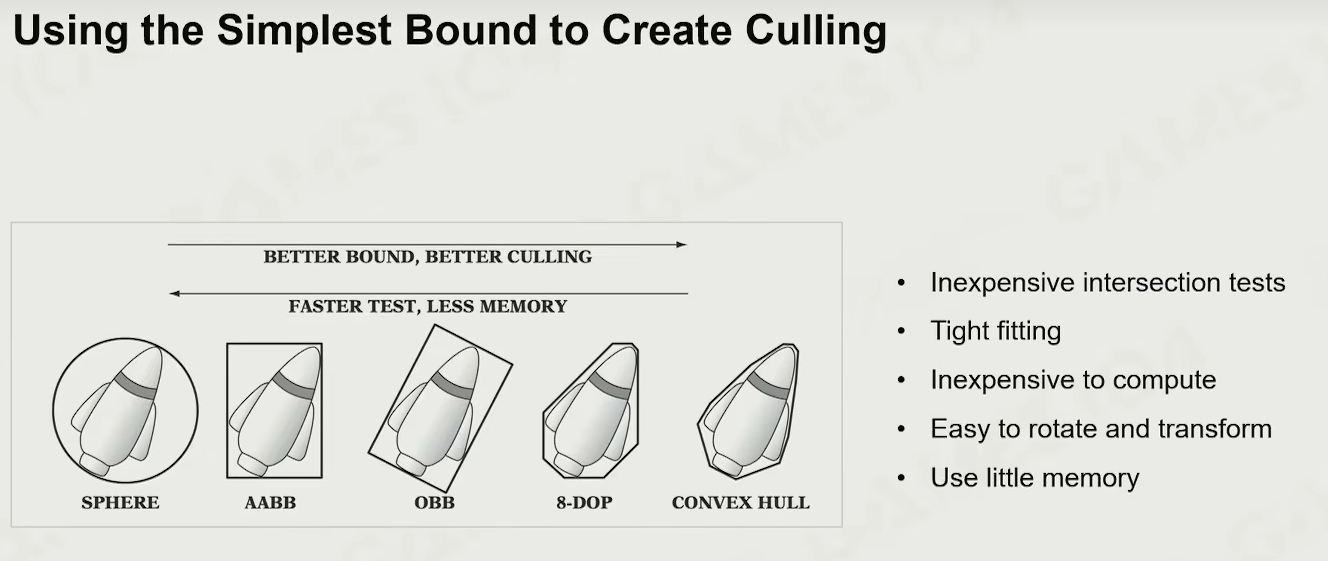 Using the Simplest Bound to Create Culling
BETTER BOUND, BETTER CULLING
FASTER TEST, LESS MEMORY
SPHERE
AABB
OBB
8-DOP
CONVEX HULL
• Inexpensive intersection tests
• Tight fitting
• Inexpensive to compute
• Easy to rotate and transform
• Use little memory